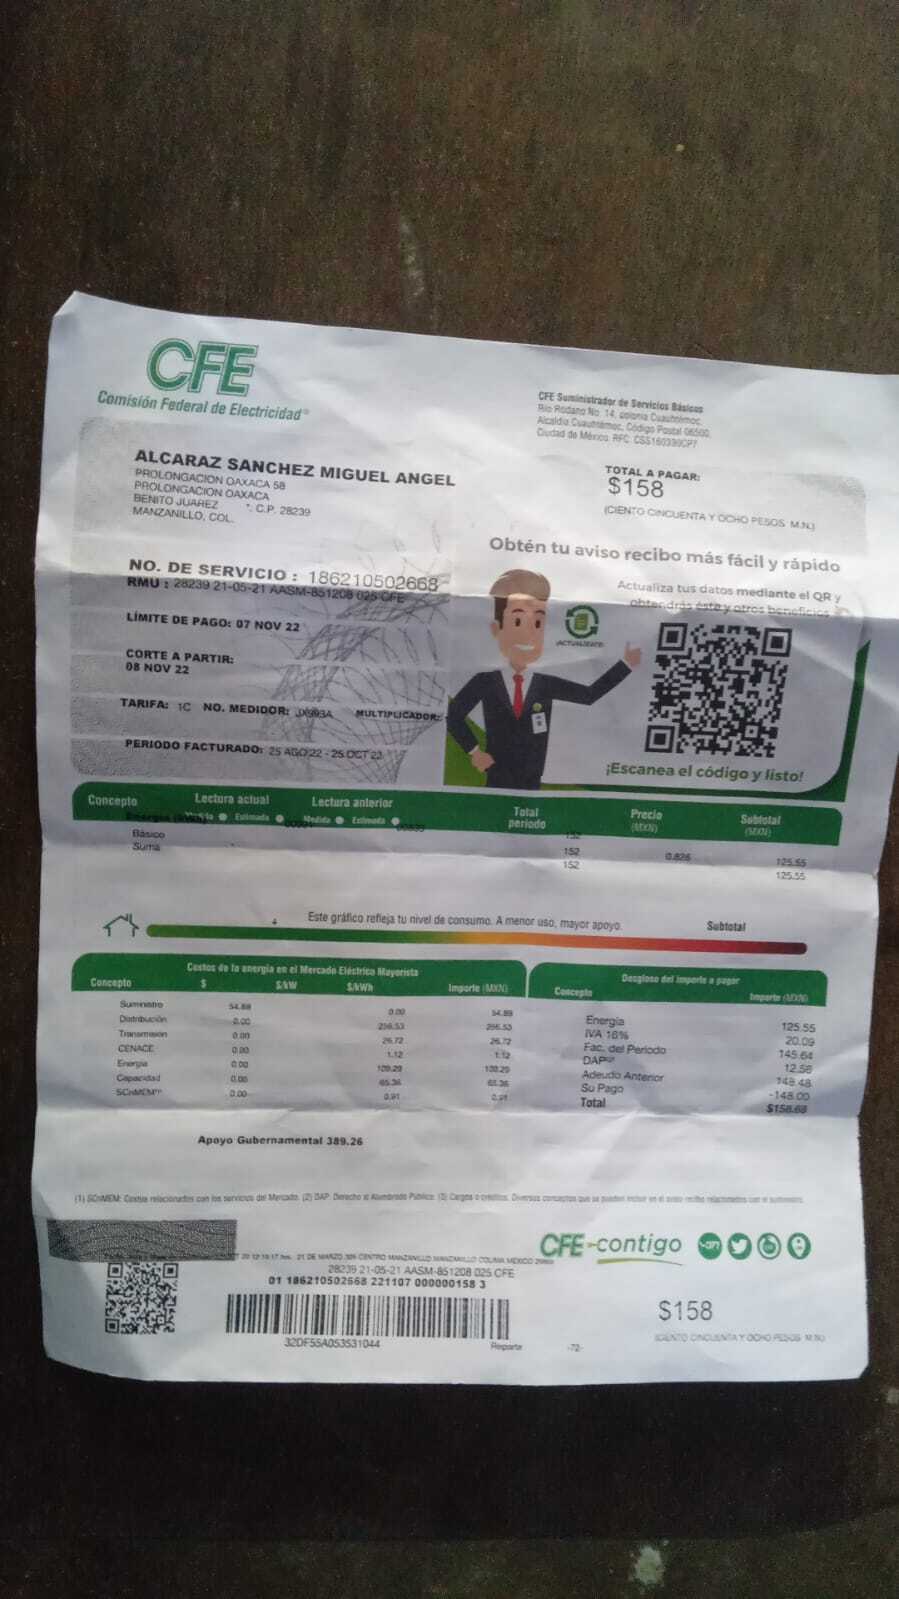 CFE
Comisión Federal de Electricidad®
CFE Suministrador de Servicios Básicos
Río Ródano No. 14, colonia Cuauhtémoc,
Alcaldía Cuauhtémoc, Código Postal 06500,
Ciudad de México. RFC: CSS160330CP7
ALCARAZ SANCHEZ MIGUEL ANGEL
PROLONGACION OAXACA 58
PROLONGACION OAXACA
BENITO JUAREZ C.P. 28239
MANZANILLO, COL.
TOTAL A PAGAR:
$158
(CIENTO CINCUENTA Y OCHO PESOS M.N.)
Obtén tu aviso recibo más fácil y rápido
Actualiza tus datos mediante el QR y
obtendrás éste y otros beneficios
¡ACTUALÍZATE!
¡Escanea el código y listo!
NO. DE SERVICIO : 186210502668
RMU : 28239 21-05-21 AASM-851208 025 CFE
LÍMITE DE PAGO: 07 NOV 22
CORTE A PARTIR:
08 NOV 22
TARIFA: 1C NO. MEDIDOR: MULTIPLICADOR:
PERIODO FACTURADO: 25 AGO 22 - 25 OCT 22
Concepto Lectura actual Lectura anterior Total periodo Precio (MXN) Subtotal (MXN)
Medida Estimada Medida Estimada
Energía (kWh) 152
Básico 152 0.826 125.55
Suma 152 125.55
Este gráfico refleja tu nivel de consumo. A menor uso, mayor apoyo. Subtotal
Costos de la energía en el Mercado Eléctrico Mayorista
Concepto $ $/kW $/kWh Importe (MXN)
Suministro 54.89 0.00 54.89
Distribución 0.00 256.53 256.53
Transmisión 0.00 26.72 26.72
CENACE 0.00 1.12 1.12
Energía 0.00 109.29 109.29
Capacidad 0.00 65.36 65.36
SCnMEM⁽¹⁾ 0.00 0.91 0.91
Desglose del importe a pagar
Concepto Importe (MXN)
Energía 125.55
IVA 16% 20.09
Fac. del Periodo 145.64
DAP⁽²⁾ 12.56
Adeudo Anterior 148.48
Su Pago -148.00
Total $158.68
Apoyo Gubernamental 389.26
(1) SCnMEM: Costos relacionados con los servicios del Mercado. (2) DAP: Derecho al Alumbrado Público. (3) Cargos o créditos. Diversos conceptos que se pueden incluir en el aviso recibo relacionados con el suministro.
CFE contigo
21 DE MARZO 305 CENTRO MANZANILLO MANZANILLO COLIMA MEXICO
28239 21-05-21 AASM-851208 025 CFE
01 186210502668 221107 000000158 3
32DF55A053531044
Reparte -72-
$158
(CIENTO CINCUENTA Y OCHO PESOS M.N.)